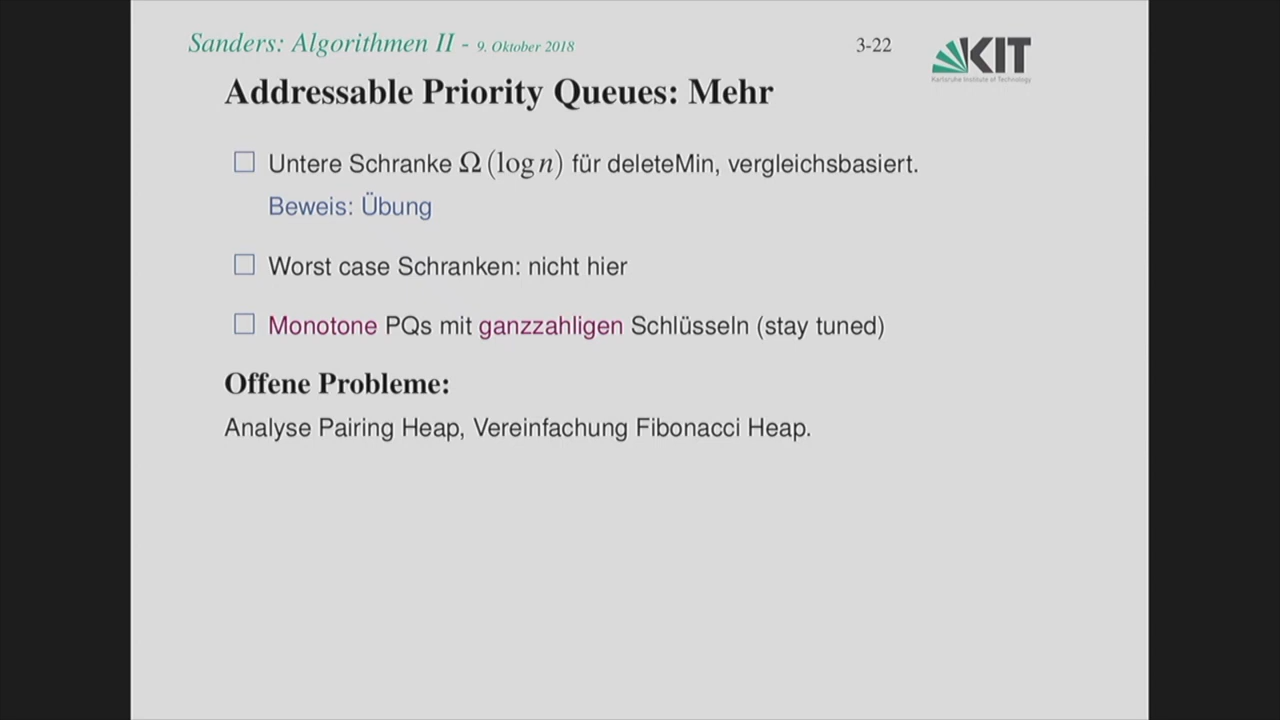 Sanders: Algorithmen II - 9. Oktober 2018
3-22
KIT
Karlsruhe Institute of Technology
Addressable Priority Queues: Mehr
Untere Schranke Ω(log n) für deleteMin, vergleichsbasiert.
Beweis: Übung
Worst case Schranken: nicht hier
Monotone PQs mit ganzzahligen Schlüsseln (stay tuned)
Offene Probleme:
Analyse Pairing Heap, Vereinfachung Fibonacci Heap.